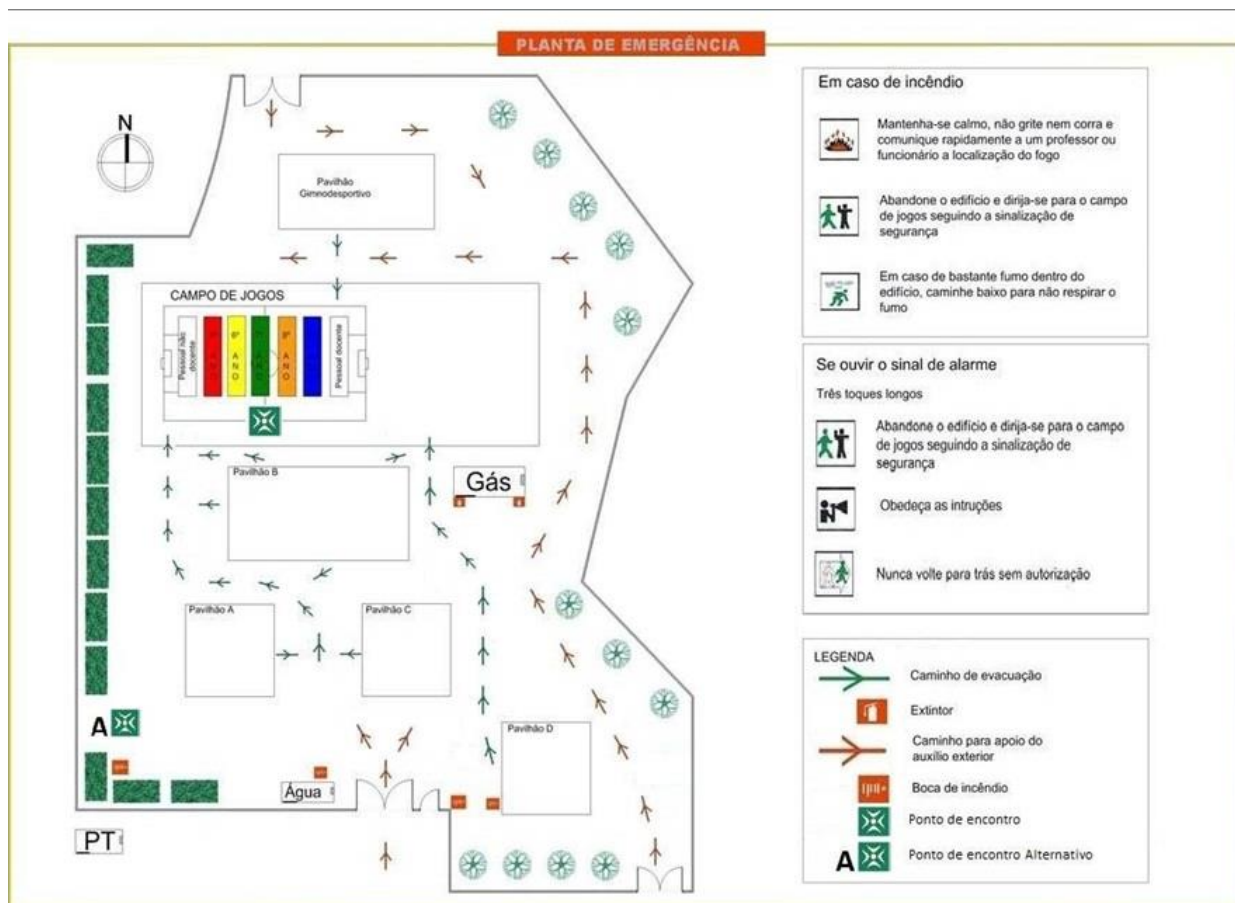 PLANTA DE EMERGÊNCIA
N
Pavilhão
Gimnodesportivo
CAMPO DE JOGOS
Pessoal não
docente
ANO
8º ANO
ANO
8º ANO
Pessoal docente
Pavilhão B
Gás
Pavilhão A
Pavilhão C
A
Pavilhão D
Água
PT
Em caso de incêndio
Mantenha-se calmo, não grite nem corra e
comunique rapidamente a um professor ou
funcionário a localização do fogo
Abandone o edifício e dirija-se para o campo
de jogos seguindo a sinalização de
segurança
Em caso de bastante fumo dentro do
edifício, caminhe baixo para não respirar o
fumo
Se ouvir o sinal de alarme
Três toques longos
Abandone o edifício e dirija-se para o campo
de jogos seguindo a sinalização de
segurança
Obedeça as intruções
Nunca volte para trás sem autorização
LEGENDA
Caminho de evacuação
Extintor
Caminho para apoio do
auxílio exterior
Boca de incêndio
Ponto de encontro
A
Ponto de encontro Alternativo